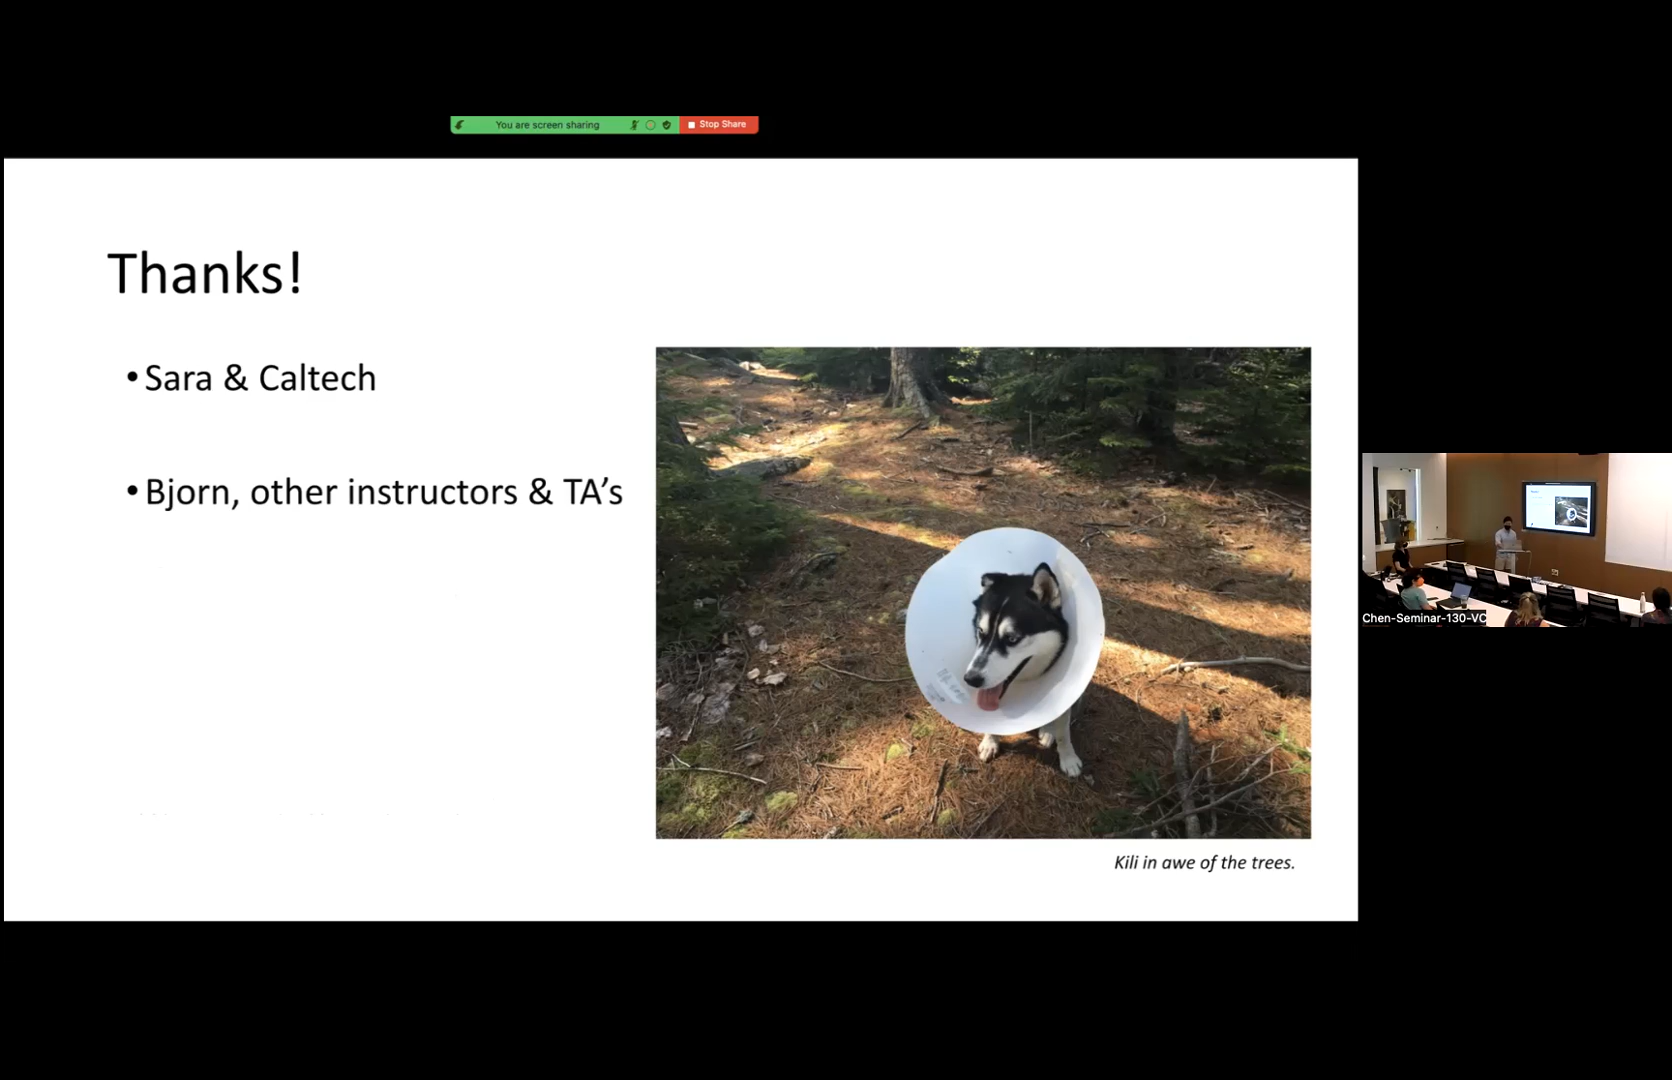 You are screen sharing
Stop Share
Thanks!
•Sara & Caltech
•Bjorn, other instructors & TA's
Kili in awe of the trees.
Chen-Seminar-130-VC